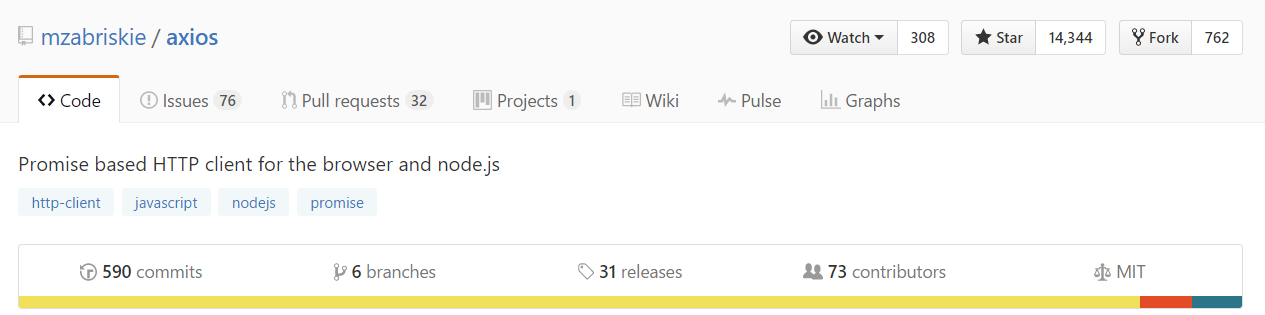 mzabriskie / axios Watch 308 Star 14,344 Fork 762
Code Issues 76 Pull requests 32 Projects 1 Wiki Pulse Graphs
Promise based HTTP client for the browser and node.js
http-client javascript nodejs promise
590 commits 6 branches 31 releases 73 contributors MIT